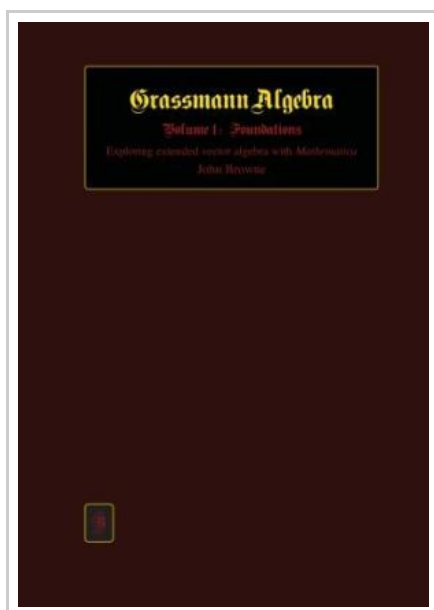 Grassmann Algebra
Volume 1: Foundations
Exploring extended vector algebra with Mathematica
John Browne